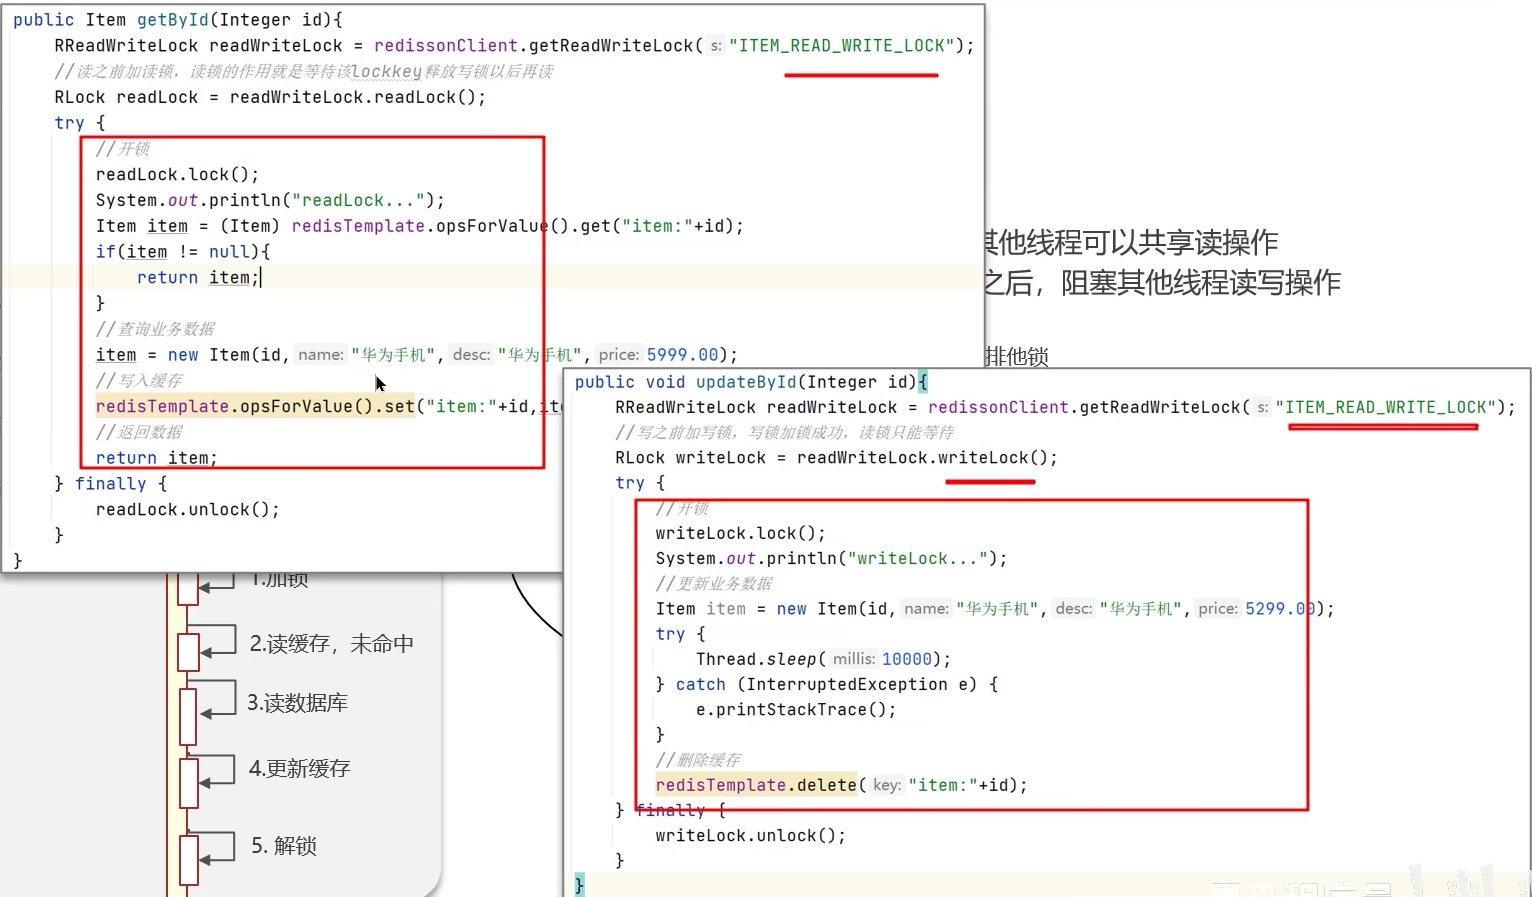 public Item getById(Integer id){
RReadWriteLock readWriteLock = redissonClient.getReadWriteLock( s: "ITEM_READ_WRITE_LOCK");
//读之前加读锁，读锁的作用就是等待该lockkey释放写锁以后再读
RLock readLock = readWriteLock.readLock();
try {
//开锁
readLock.lock();
System.out.println("readLock...");
Item item = (Item) redisTemplate.opsForValue().get("item:"+id);
if(item != null){
return item;
}
//查询业务数据
item = new Item(id, name: "华为手机", desc: "华为手机", price: 5999.00);
//写入缓存
redisTemplate.opsForValue().set("item:"+id,ite
//返回数据
return item;
} finally {
readLock.unlock();
}
}
其他线程可以共享读操作
之后，阻塞其他线程读写操作
排他锁
public void updateById(Integer id){
RReadWriteLock readWriteLock = redissonClient.getReadWriteLock( s: "ITEM_READ_WRITE_LOCK");
//写之前加写锁，写锁加锁成功，读锁只能等待
RLock writeLock = readWriteLock.writeLock();
try {
//开锁
writeLock.lock();
System.out.println("writeLock...");
//更新业务数据
Item item = new Item(id, name: "华为手机", desc: "华为手机", price: 5299.00);
try {
Thread.sleep( millis: 10000);
} catch (InterruptedException e) {
e.printStackTrace();
}
//删除缓存
redisTemplate.delete( key: "item:"+id);
} finally {
writeLock.unlock();
}
}
1.加锁
2.读缓存，未命中
3.读数据库
4.更新缓存
5. 解锁